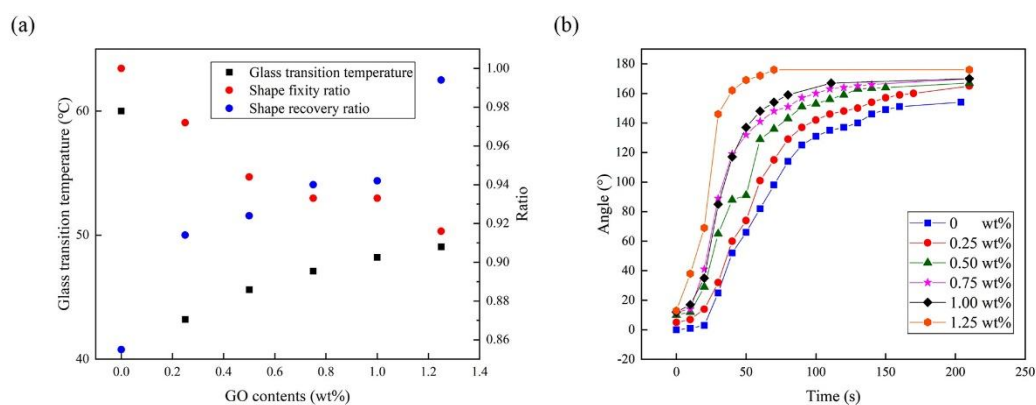 (a)
Glass transition temperature
Shape fixity ratio
Shape recovery ratio
Glass transition temperature (°C)
60
50
40
1.00
0.98
0.96
0.94
0.92
0.90
0.88
0.86
Ratio
0.0 0.2 0.4 0.6 0.8 1.0 1.2 1.4
GO contents (wt%)
(b)
Angle (°)
180
160
140
120
100
80
60
40
20
0
-20
0 wt%
0.25 wt%
0.50 wt%
0.75 wt%
1.00 wt%
1.25 wt%
0 50 100 150 200 250
Time (s)